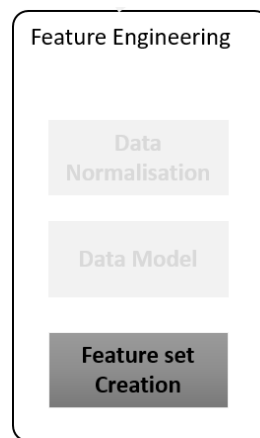 Feature Engineering
Data
Normalisation
Data Model
Feature set
Creation